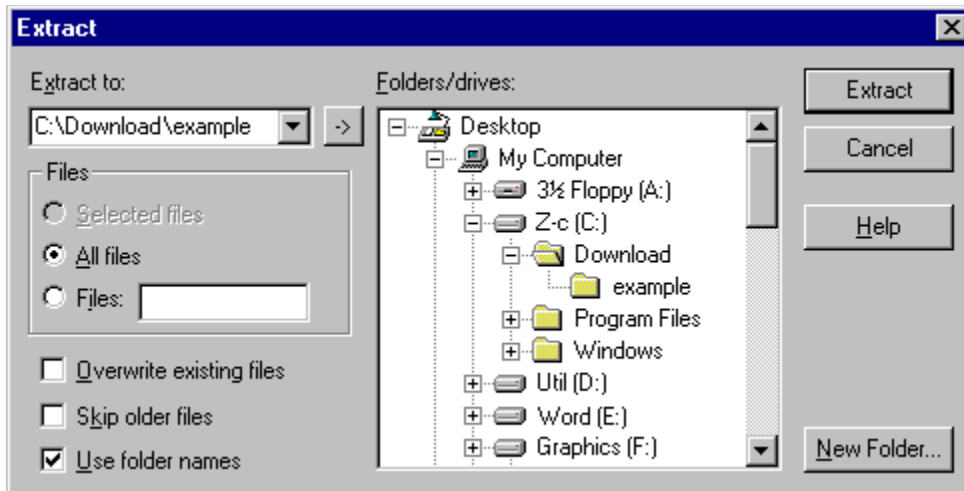 Extract
Extract to:
C:\Download\example
->
Files
Selected files
All files
Files:
Overwrite existing files
Skip older files
Use folder names
Folders/drives:
Desktop
My Computer
3½ Floppy (A:)
Z-c (C:)
Download
example
Program Files
Windows
Util (D:)
Word (E:)
Graphics (F:)
Extract
Cancel
Help
New Folder...